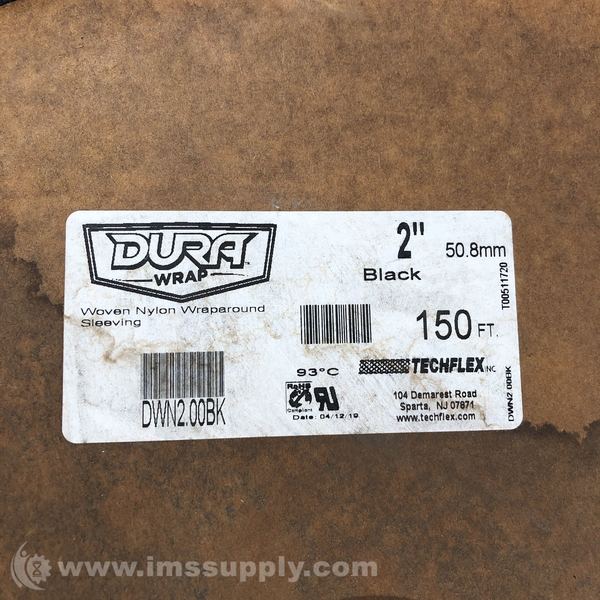 DURA
WRAP
Woven Nylon Wraparound
Sleeving
DWN2.00BK
2" 50.8mm
Black
150 FT.
93°C
TECHFLEX INC
RoHS
Compliant
Date: 04/12/19
104 Demarest Road
Sparta, NJ 07871
www.techflex.com
T00511720
DWN2.00BK
www.imssupply.com